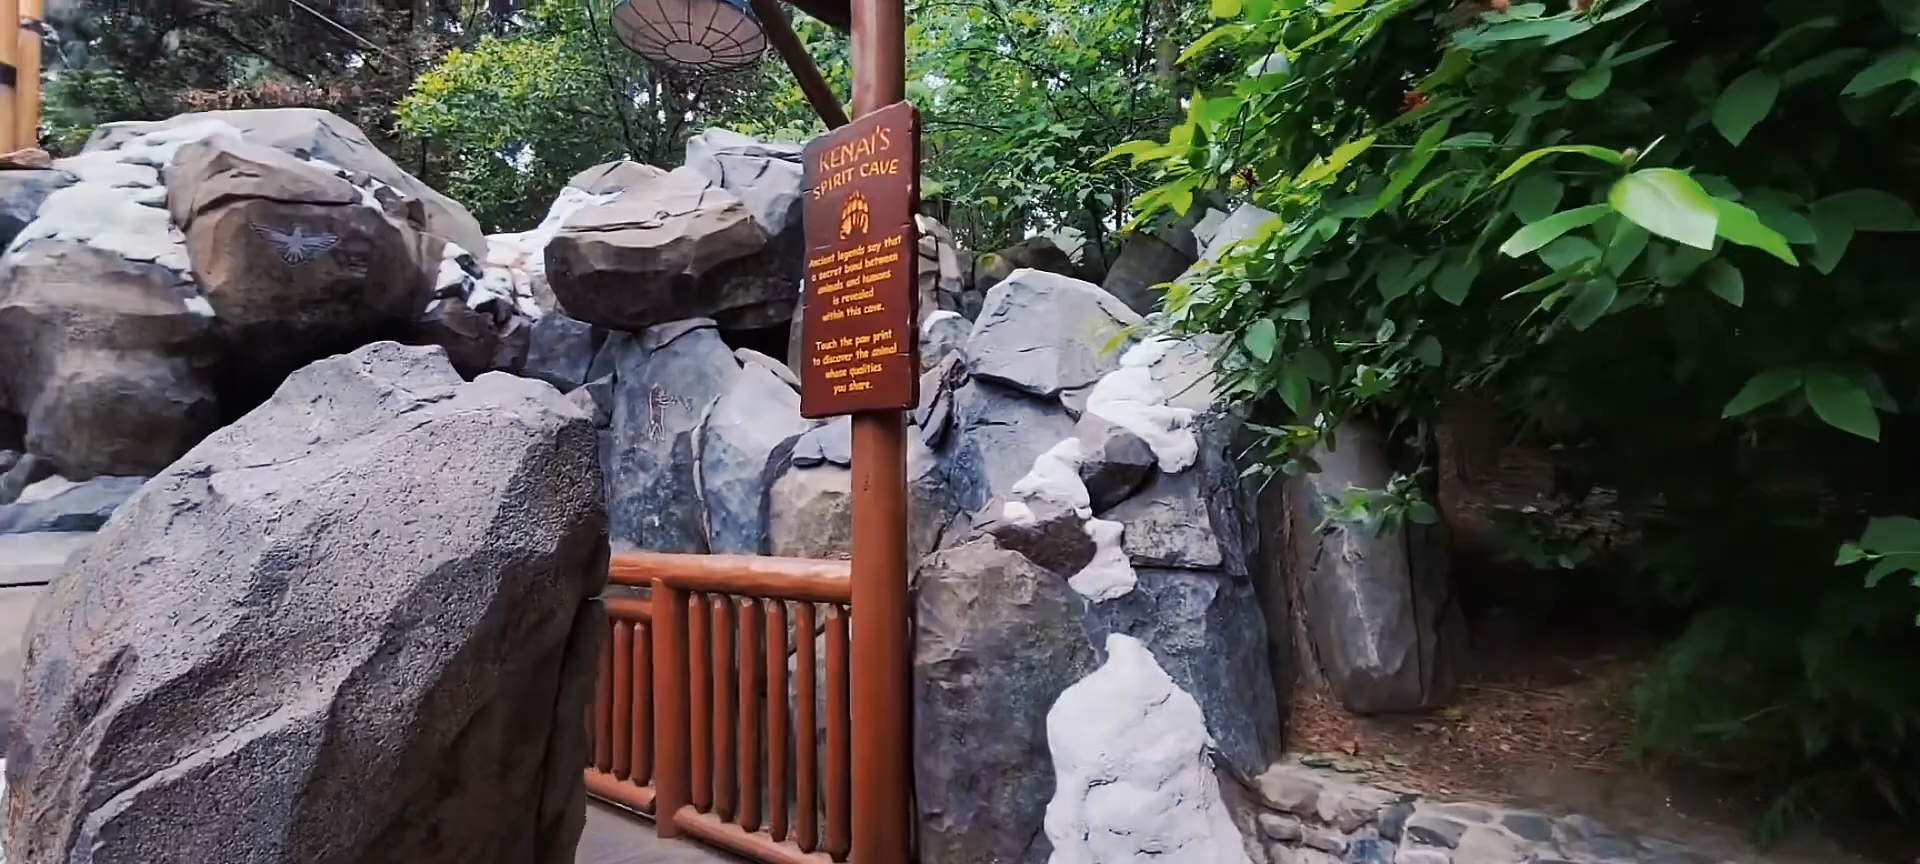 KENAI'S
SPIRIT CAVE
Ancient legends say that
a secret bond between
animals and humans
is revealed
within this cave.
Touch the paw print
to discover the animal
whose qualities
you share.